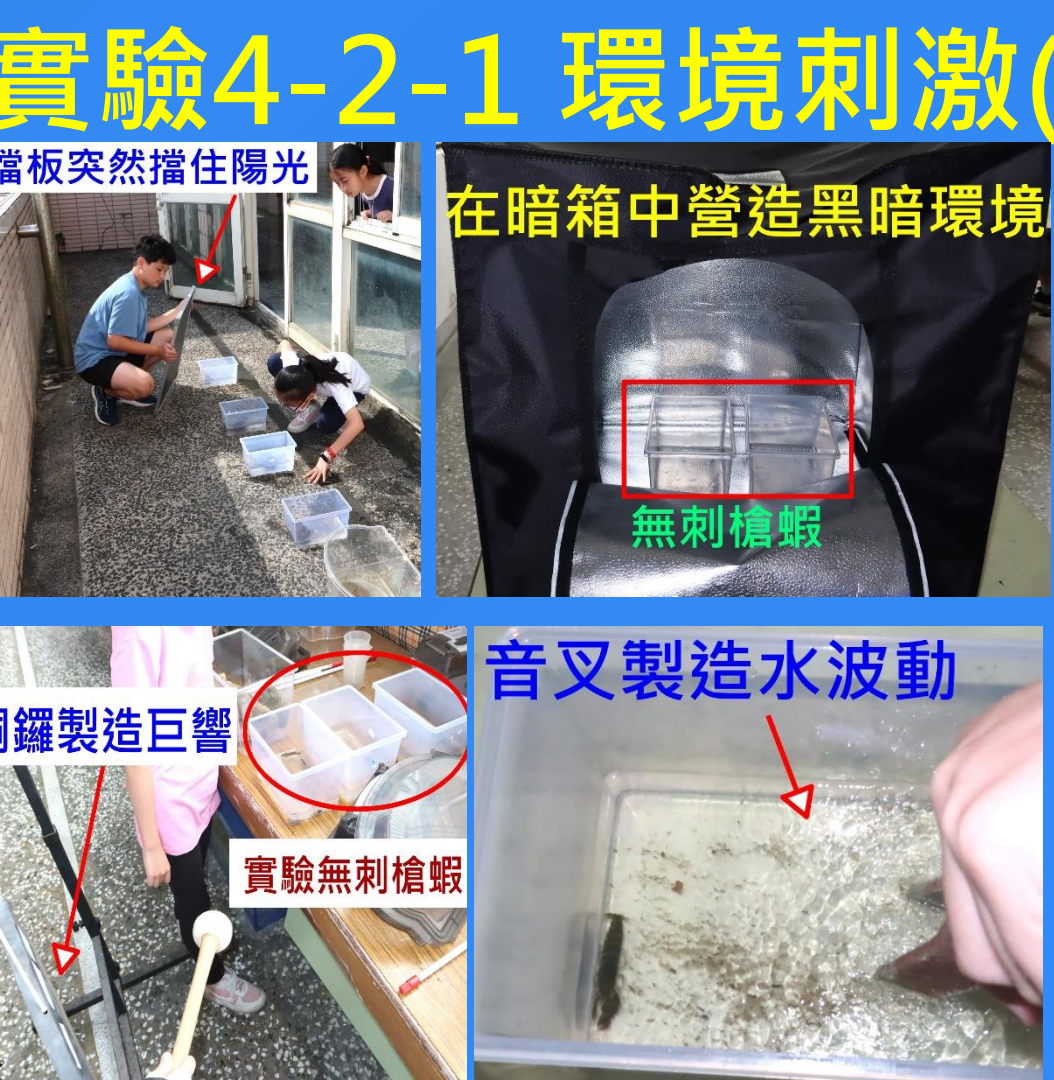 實驗4-2-1 環境刺激(
擋板突然擋住陽光
在暗箱中營造黑暗環境
無刺槍蝦
銅鑼製造巨響
實驗無刺槍蝦
音叉製造水波動